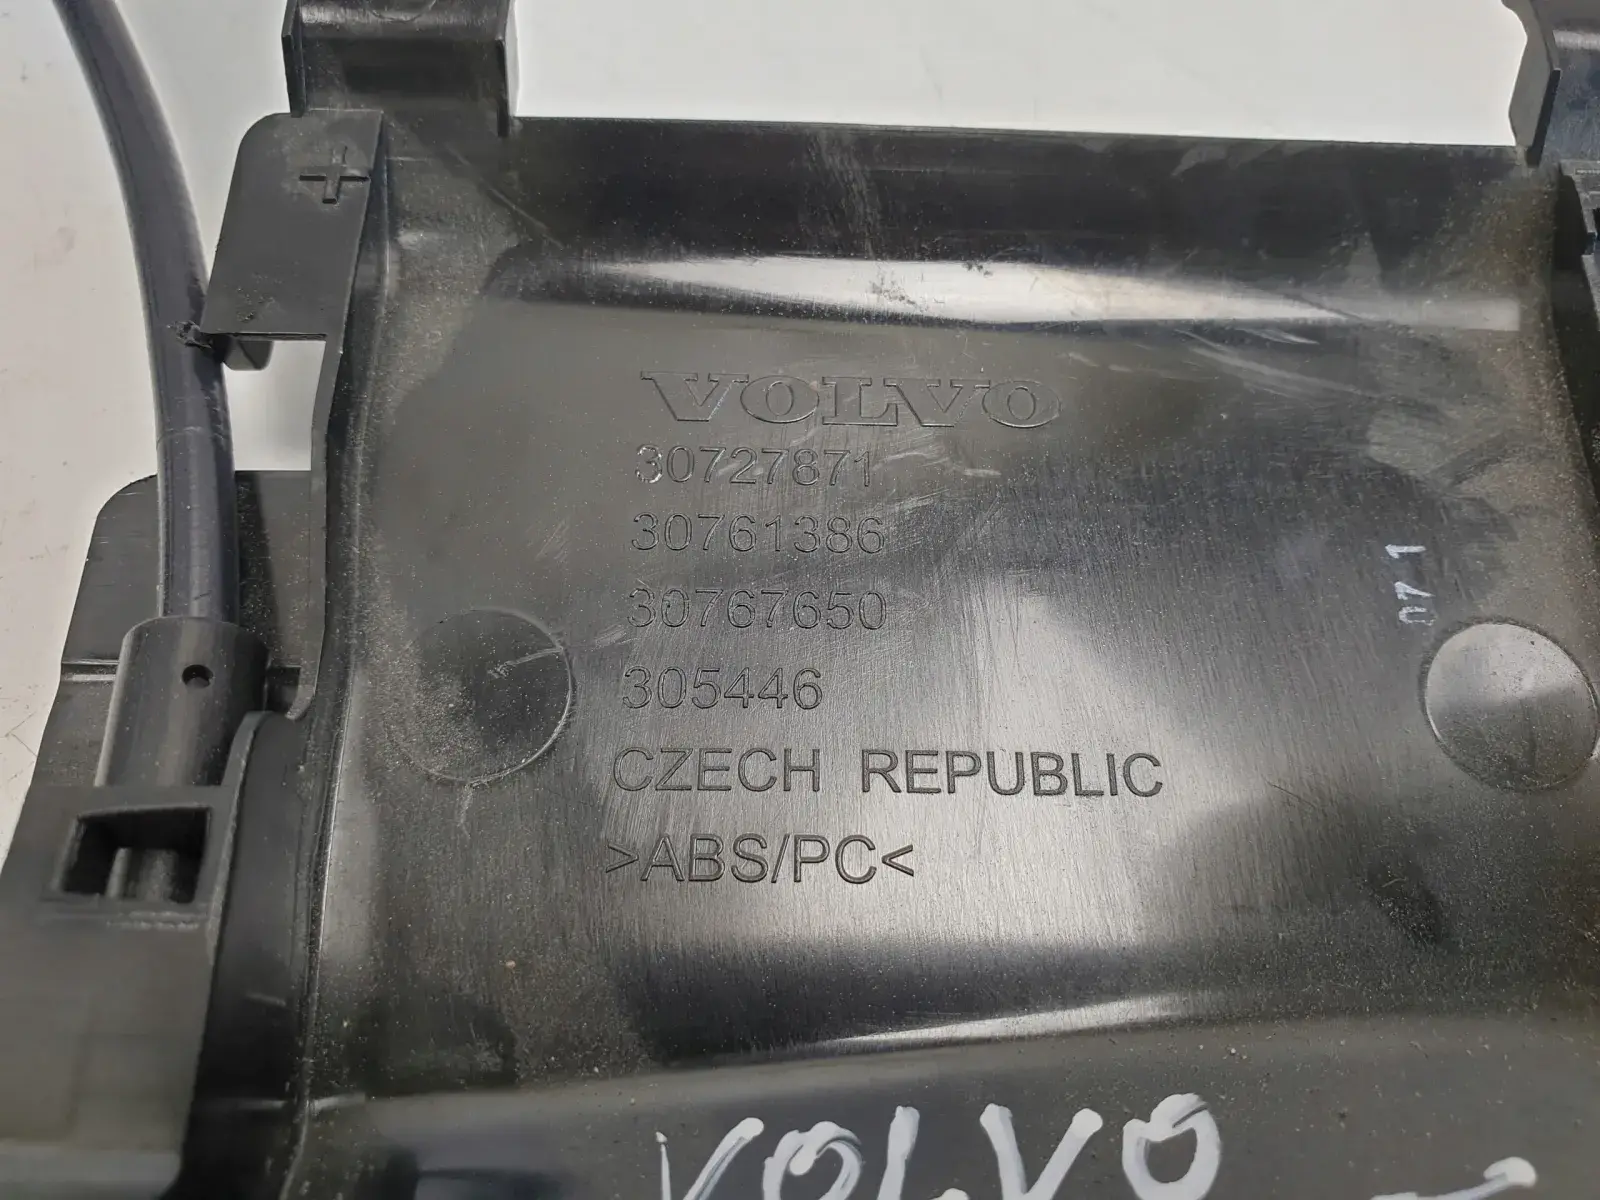 +
VOLVO
30727871
30761386
30767650
305446
CZECH REPUBLIC
>ABS/PC<
VOLVO